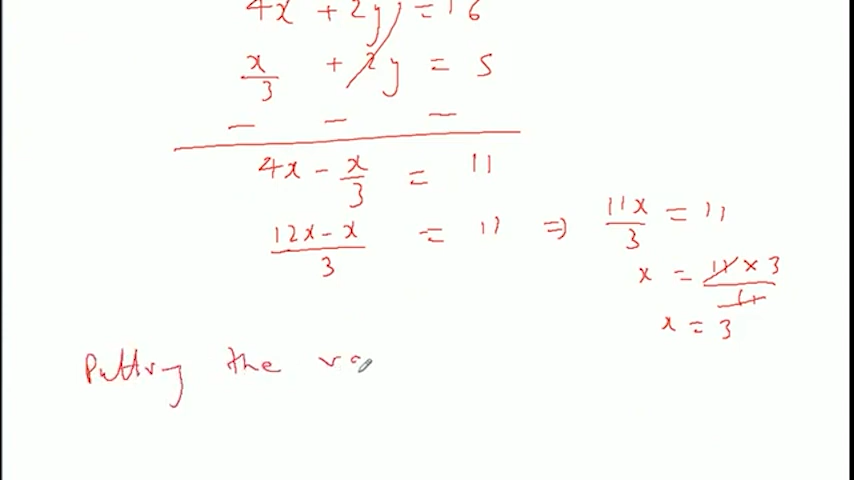 4x + 2y = 16
x/3 + 2y = 5
− − −
4x − x/3 = 11
12x − x/3 = 11 ⇒ 11x/3 = 11
x = 11 × 3/11
x = 3
Putting the va